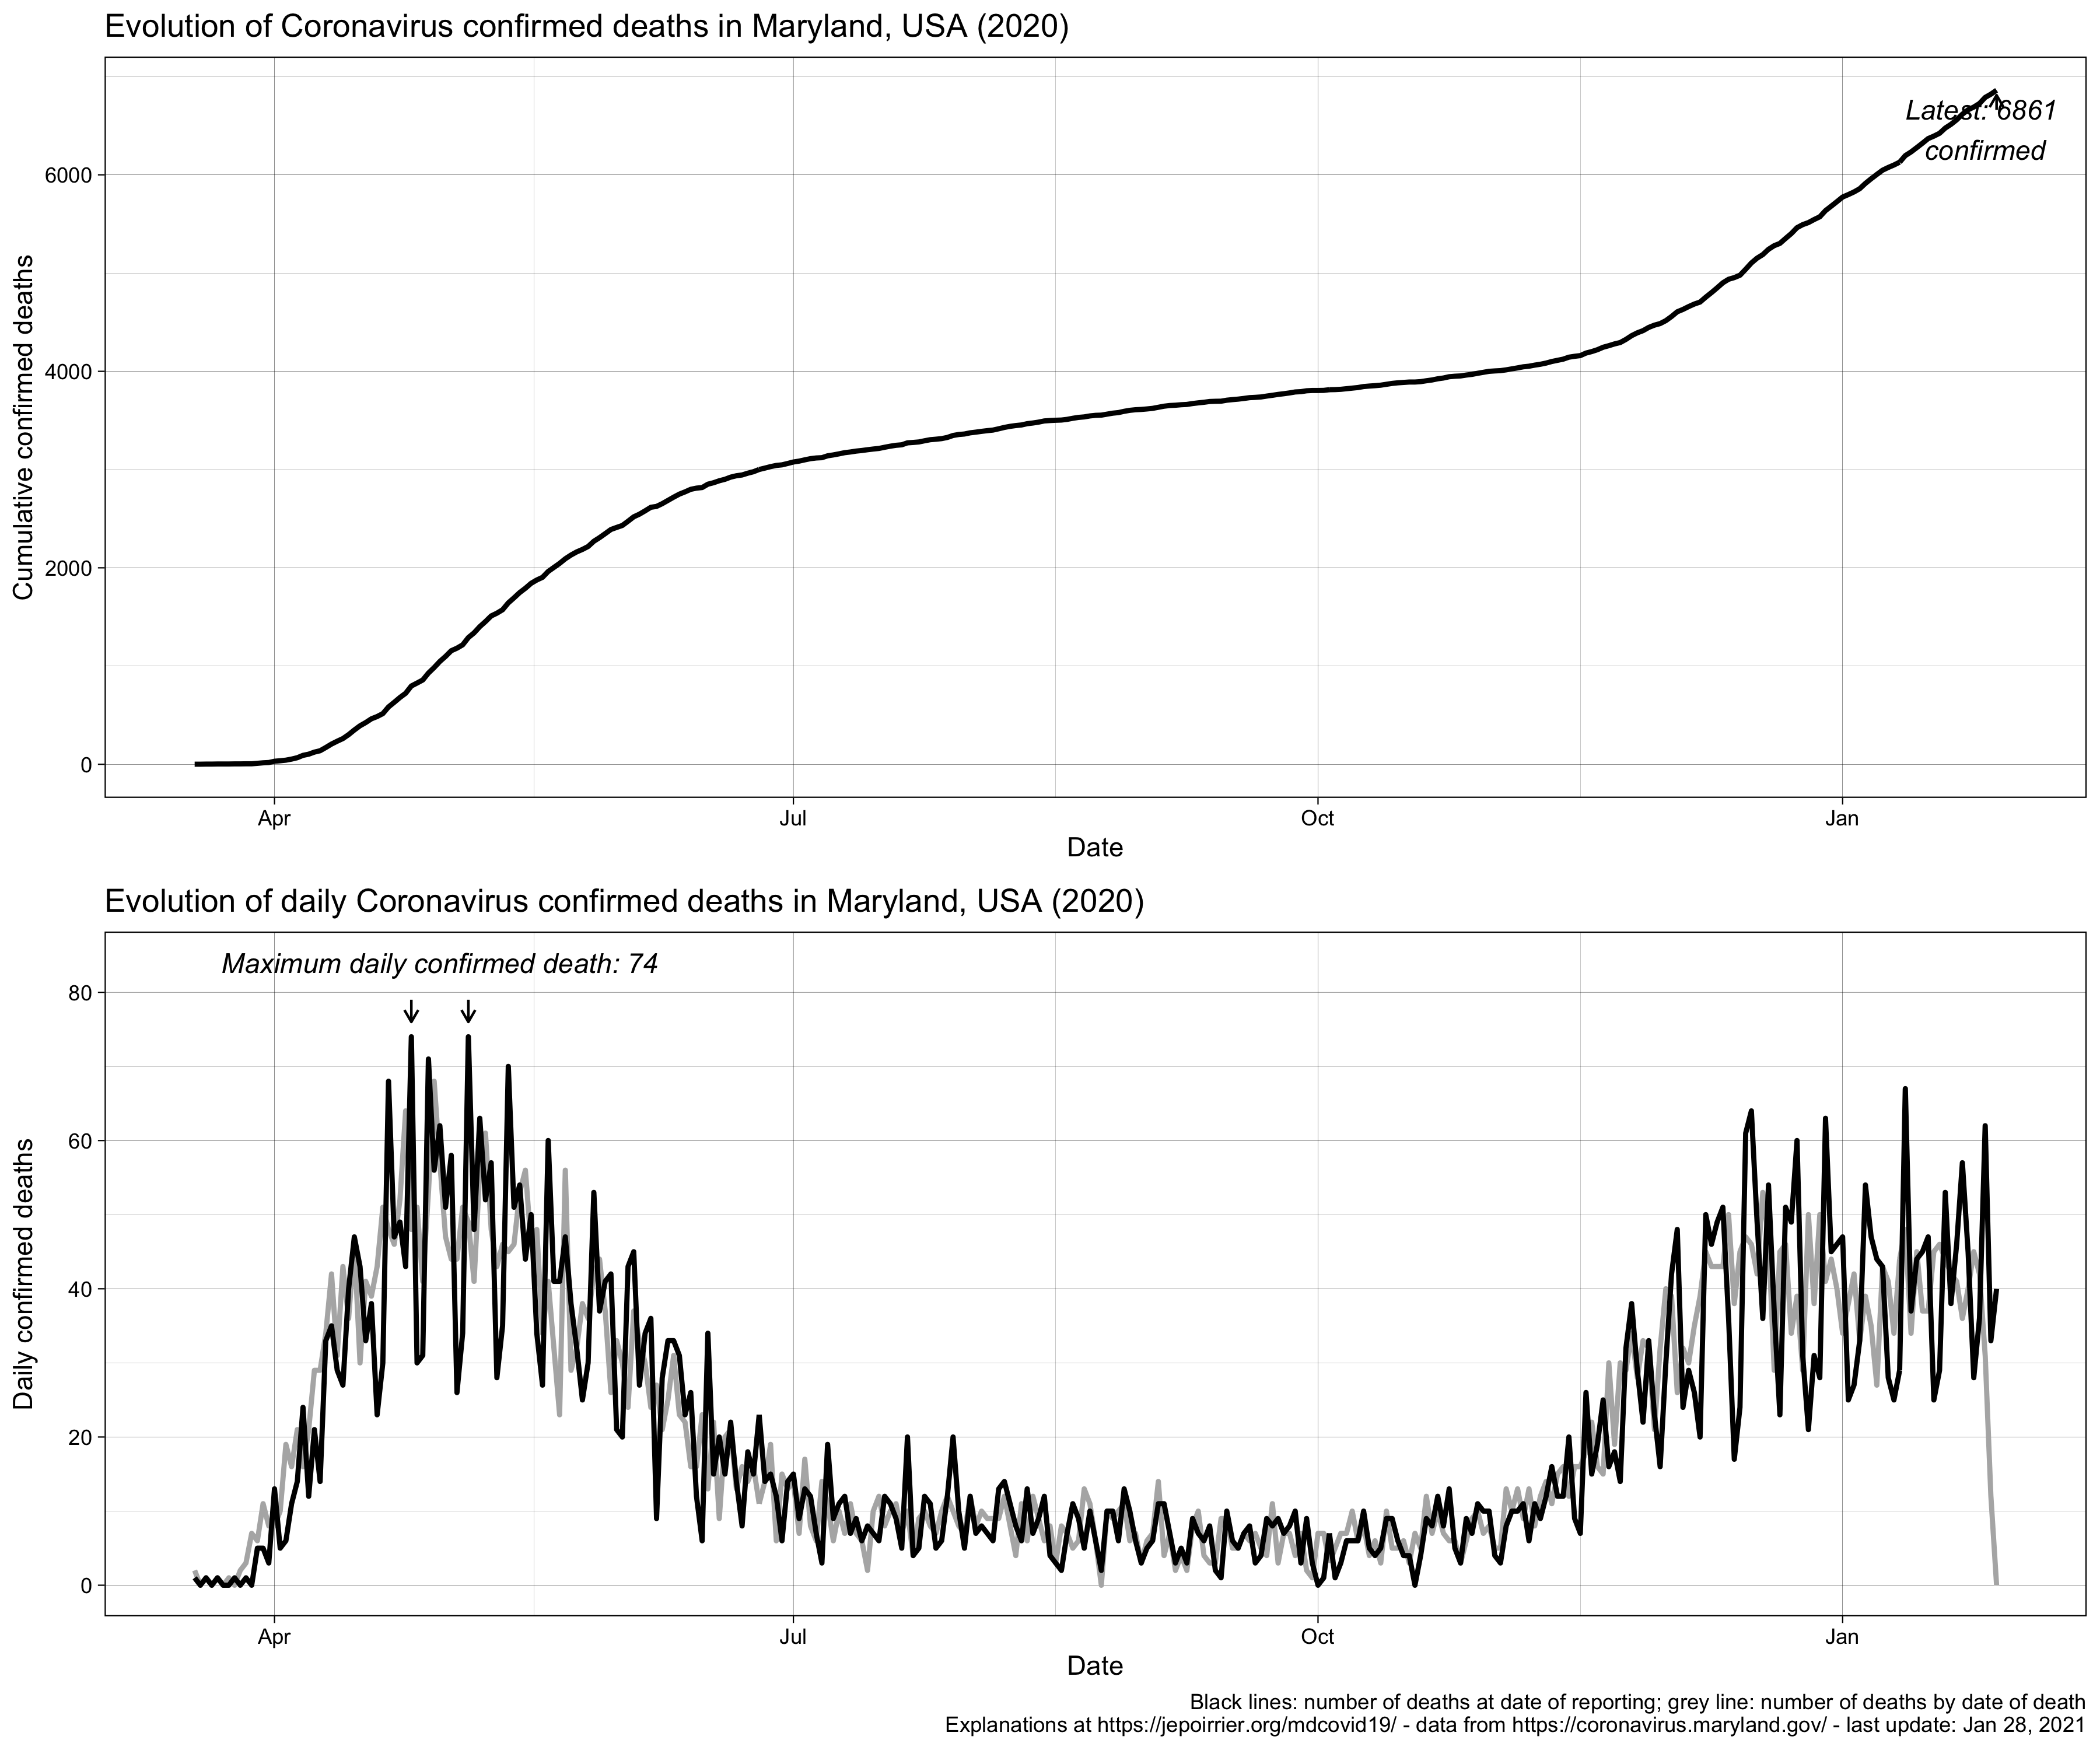 Evolution of Coronavirus confirmed deaths in Maryland, USA (2020)
Cumulative confirmed deaths
6000
4000
2000
0
Latest: 6861
confirmed
Apr
Jul
Oct
Jan
Date
Evolution of daily Coronavirus confirmed deaths in Maryland, USA (2020)
Daily confirmed deaths
Maximum daily confirmed death: 74
80
60
40
20
0
Apr
Jul
Oct
Jan
Date
Black lines: number of deaths at date of reporting; grey line: number of deaths by date of death
Explanations at https://jepoirrier.org/mdcovid19/ - data from https://coronavirus.maryland.gov/ - last update: Jan 28, 2021